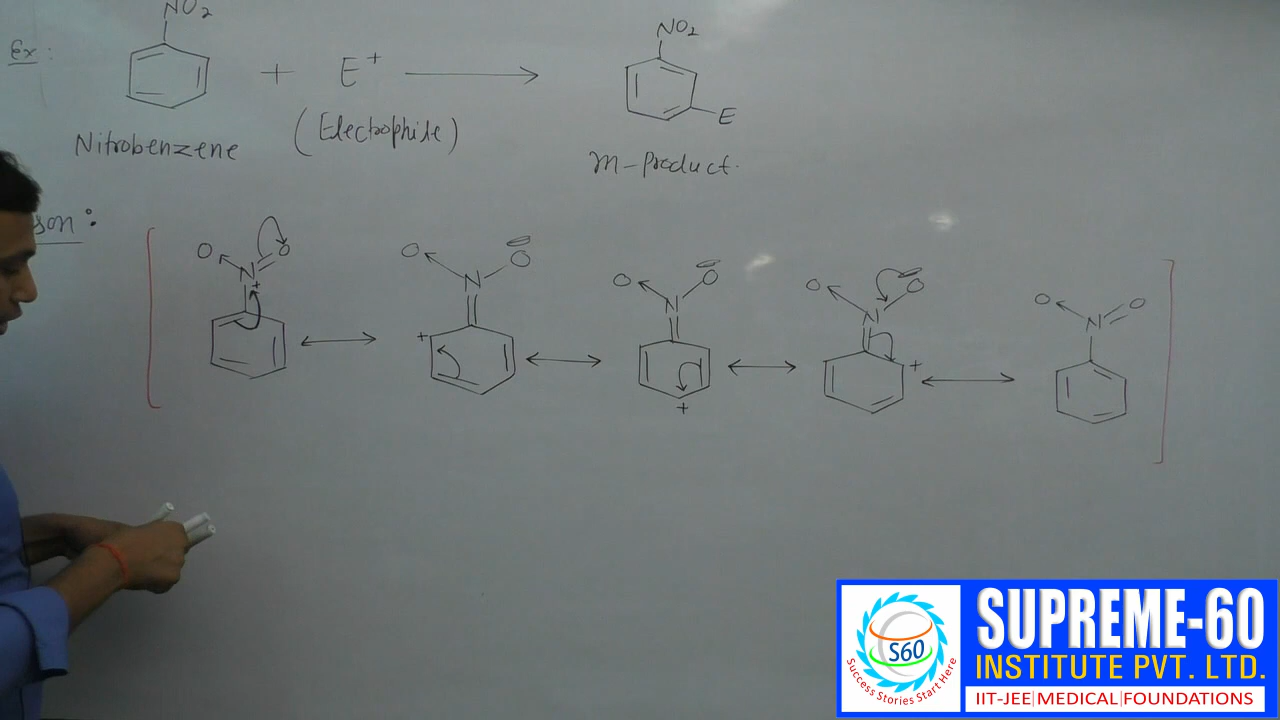 NO2
Ex:
+ E+
NO2
E
Nitrobenzene
(Electrophile)
m-Product.
son:
O N O
+
O N O
+
O N O
+
O N O
+
O N O
S60
Success Stories Start Here
SUPREME-60
INSTITUTE PVT. LTD.
IIT-JEE|MEDICAL|FOUNDATIONS